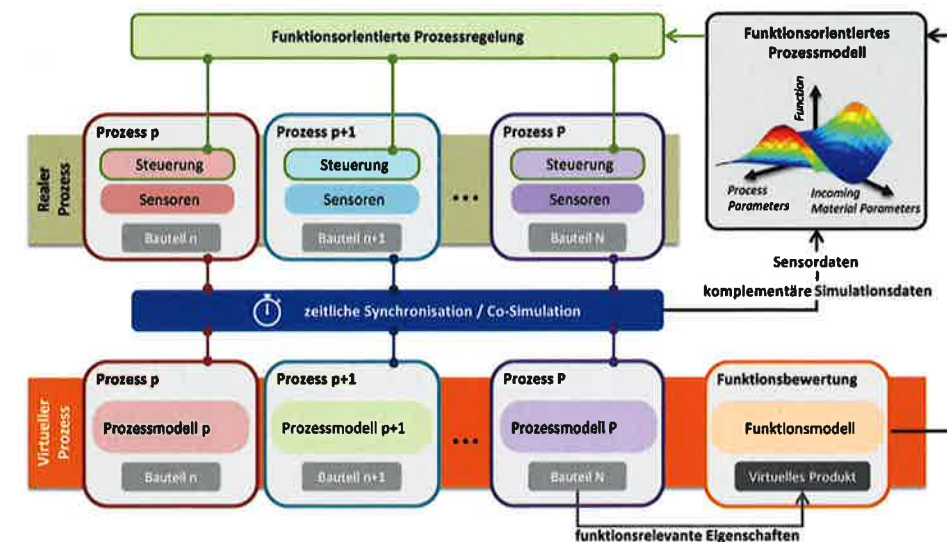 Funktionsorientierte Prozessregelung
Funktionsorientiertes
Prozessmodell
Function
Process
Parameters
Incoming
Material Parameters
Realer
Prozess
Prozess p
Steuerung
Sensoren
Bauteil n
Prozess p+1
Steuerung
Sensoren
Bauteil n+1
...
Prozess P
Steuerung
Sensoren
Bauteil N
Sensordaten
komplementäre Simulationsdaten
zeitliche Synchronisation / Co-Simulation
Virtueller
Prozess
Prozess p
Prozessmodell p
Bauteil n
Prozess p+1
Prozessmodell p+1
Bauteil n+1
...
Prozess P
Prozessmodell P
Bauteil N
Funktionsbewertung
Funktionsmodell
Virtuelles Produkt
funktionsrelevante Eigenschaften